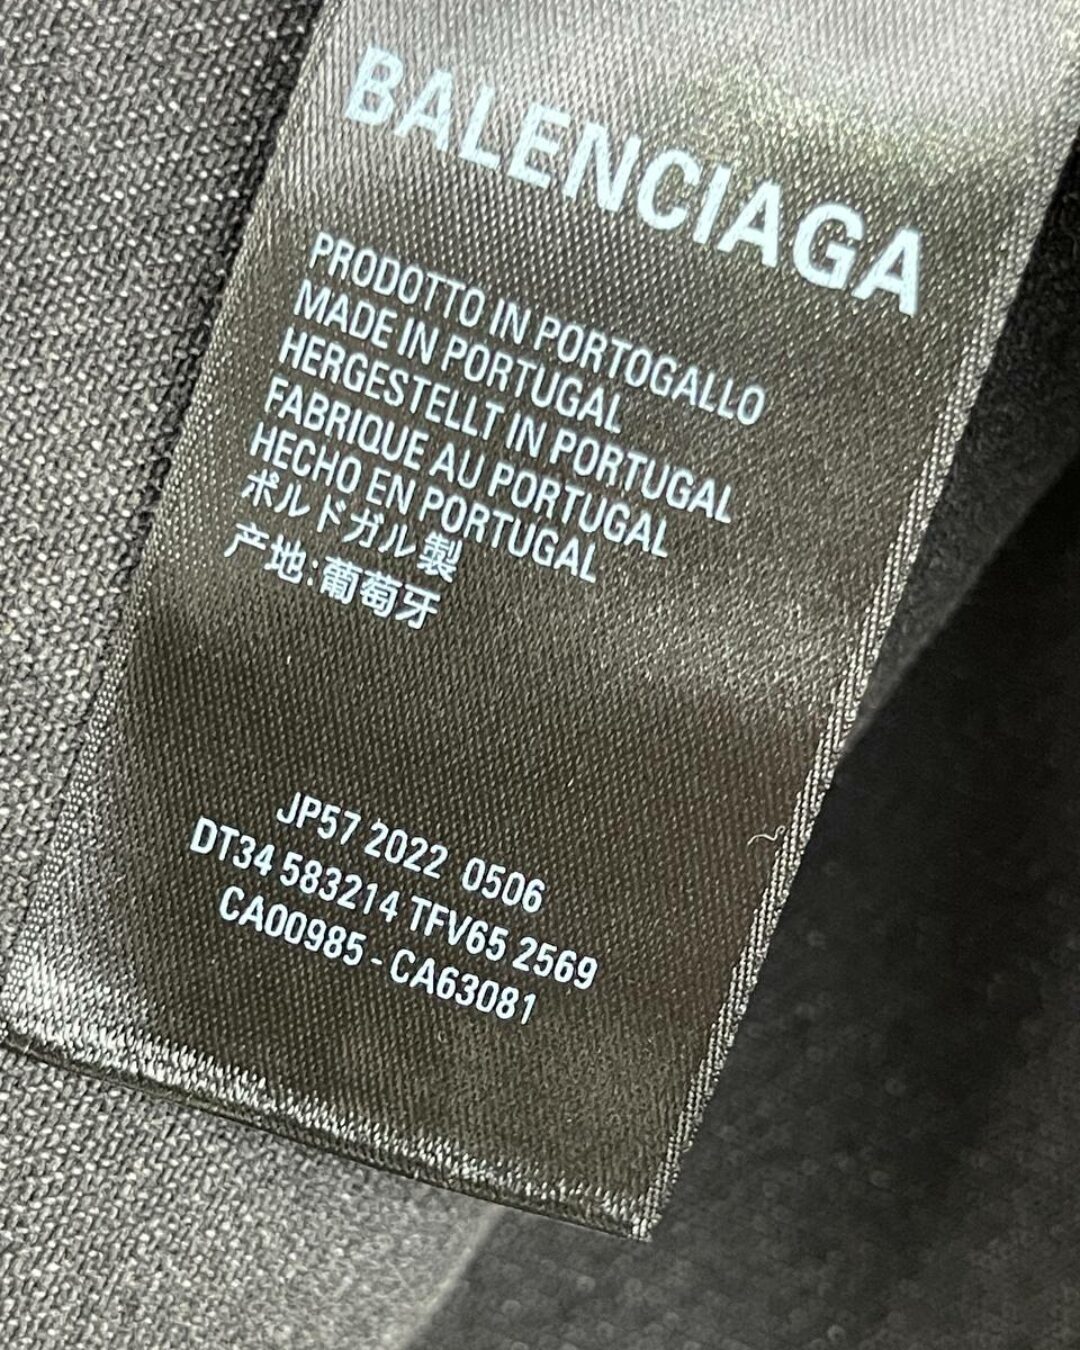 BALENCIAGA
PRODOTTO IN PORTOGALLO
MADE IN PORTUGAL
HERGESTELLT IN PORTUGAL
FABRIQUE AU PORTUGAL
HECHO EN PORTUGAL
ポルドガル製
产地:葡萄牙
JP57 2022 0506
DT34 583214 TFV65 2569
CA00985 - CA63081